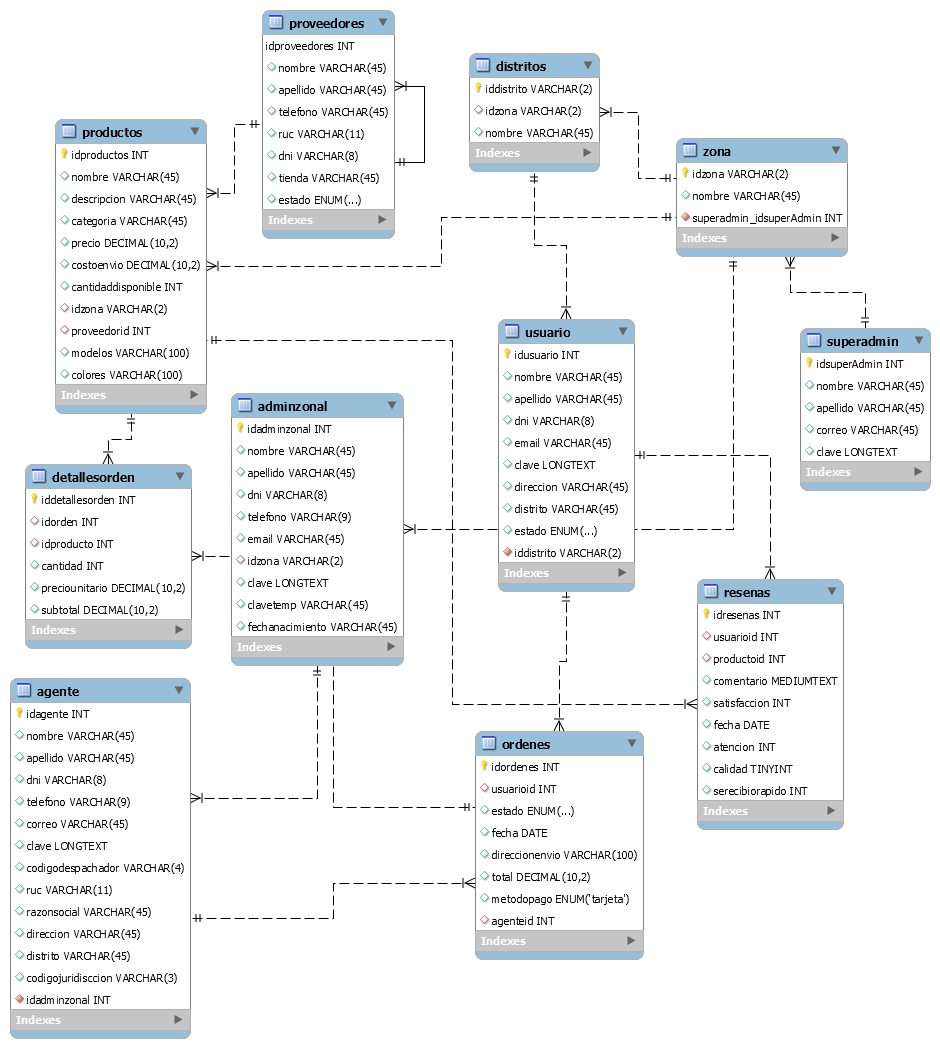 proveedores
idproveedores INT
nombre VARCHAR(45)
apellido VARCHAR(45)
telefono VARCHAR(45)
ruc VARCHAR(11)
dni VARCHAR(8)
tienda VARCHAR(45)
estado ENUM(...)
Indexes
distritos
iddistrito VARCHAR(2)
idzona VARCHAR(2)
nombre VARCHAR(45)
Indexes
productos
idproductos INT
nombre VARCHAR(45)
descripcion VARCHAR(45)
categoria VARCHAR(45)
precio DECIMAL(10,2)
costoenvio DECIMAL(10,2)
cantidaddisponible INT
idzona VARCHAR(2)
proveedorid INT
modelos VARCHAR(100)
colores VARCHAR(100)
Indexes
zona
idzona VARCHAR(2)
nombre VARCHAR(45)
superadmin_idsuperAdmin INT
Indexes
usuario
idusuario INT
nombre VARCHAR(45)
apellido VARCHAR(45)
dni VARCHAR(8)
email VARCHAR(45)
clave LONGTEXT
direccion VARCHAR(45)
distrito VARCHAR(45)
estado ENUM(...)
iddistrito VARCHAR(2)
Indexes
superadmin
idsuperAdmin INT
nombre VARCHAR(45)
apellido VARCHAR(45)
correo VARCHAR(45)
clave LONGTEXT
Indexes
adminzonal
idadminzonal INT
nombre VARCHAR(45)
apellido VARCHAR(45)
dni VARCHAR(8)
telefono VARCHAR(9)
email VARCHAR(45)
idzona VARCHAR(2)
clave LONGTEXT
clavetemp VARCHAR(45)
fechanacimiento VARCHAR(45)
Indexes
detallesorden
iddetallesorden INT
idorden INT
idproducto INT
cantidad INT
preciounitario DECIMAL(10,2)
subtotal DECIMAL(10,2)
Indexes
resenas
idresenas INT
usuarioid INT
productoid INT
comentario MEDIUMTEXT
satisfaccion INT
fecha DATE
atencion INT
calidad TINYINT
serecibiorapido INT
Indexes
agente
idagente INT
nombre VARCHAR(45)
apellido VARCHAR(45)
dni VARCHAR(8)
telefono VARCHAR(9)
correo VARCHAR(45)
clave LONGTEXT
codigodespachador VARCHAR(4)
ruc VARCHAR(11)
razonsocial VARCHAR(45)
direccion VARCHAR(45)
distrito VARCHAR(45)
codigojuridisccion VARCHAR(3)
idadminzonal INT
Indexes
ordenes
idordenes INT
usuarioid INT
estado ENUM(...)
fecha DATE
direccionenvio VARCHAR(100)
total DECIMAL(10,2)
metodopago ENUM('tarjeta')
agenteid INT
Indexes